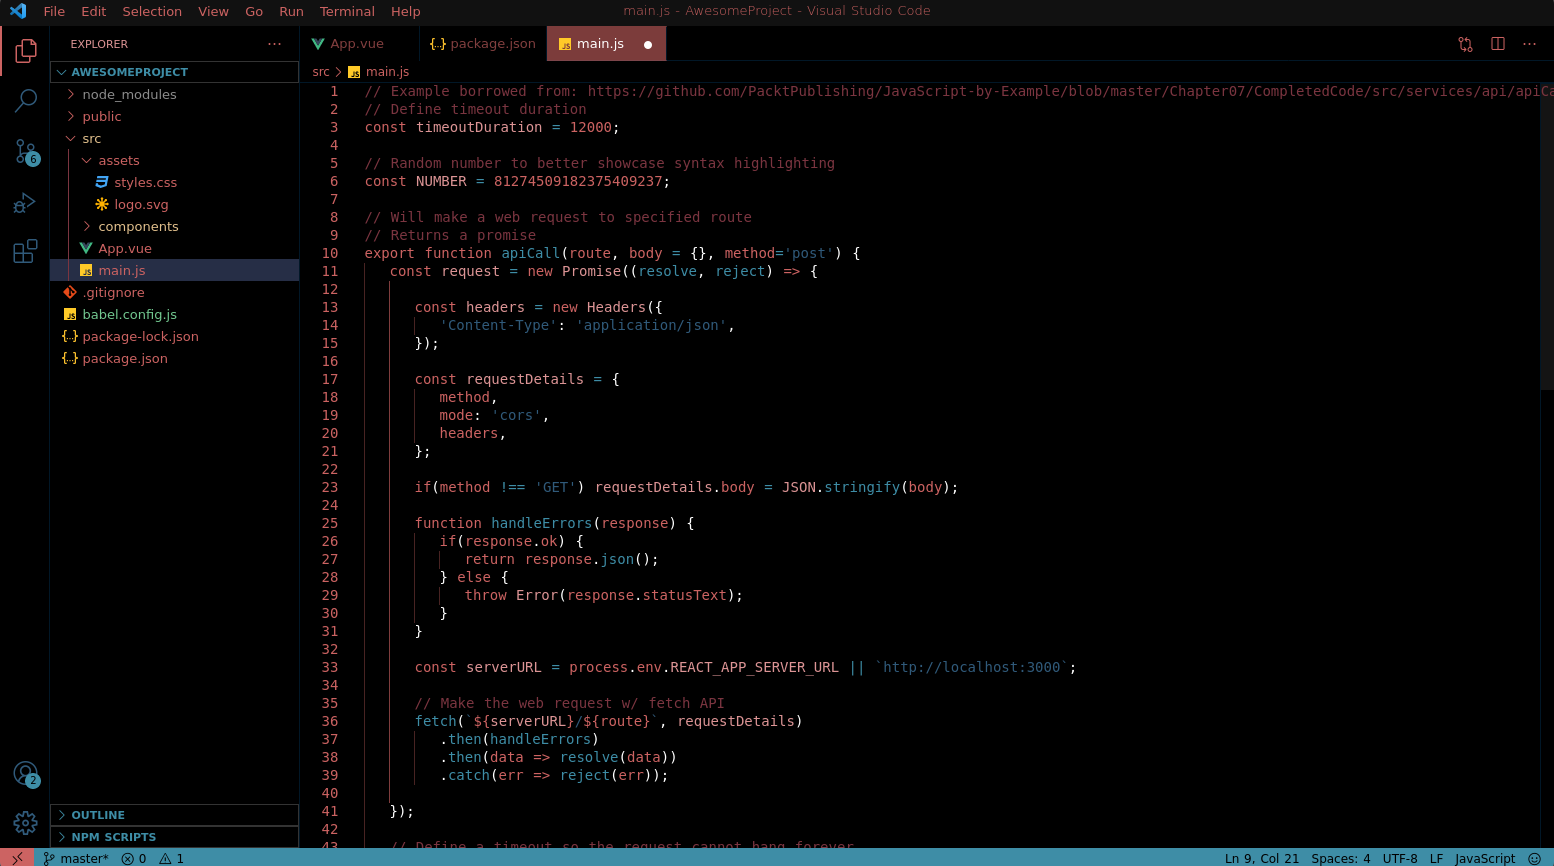 File Edit Selection View Go Run Terminal Help
main.js - AwesomeProject - Visual Studio Code
EXPLORER
AWESOMEPROJECT
node_modules
public
src
assets
styles.css
logo.svg
components
App.vue
main.js
.gitignore
babel.config.js
package-lock.json
package.json
OUTLINE
NPM SCRIPTS
6
2
App.vue package.json main.js
src main.js
1 // Example borrowed from: https://github.com/PacktPublishing/JavaScript-by-Example/blob/master/Chapter07/CompletedCode/src/services/api/apiCa
2 // Define timeout duration
3 const timeoutDuration = 12000;
4
5 // Random number to better showcase syntax highlighting
6 const NUMBER = 81274509182375409237;
7
8 // Will make a web request to specified route
9 // Returns a promise
10 export function apiCall(route, body = {}, method='post') {
11 const request = new Promise((resolve, reject) => {
12
13 const headers = new Headers({
14 'Content-Type': 'application/json',
15 });
16
17 const requestDetails = {
18 method,
19 mode: 'cors',
20 headers,
21 };
22
23 if(method !== 'GET') requestDetails.body = JSON.stringify(body);
24
25 function handleErrors(response) {
26 if(response.ok) {
27 return response.json();
28 } else {
29 throw Error(response.statusText);
30 }
31 }
32
33 const serverURL = process.env.REACT_APP_SERVER_URL || `http://localhost:3000`;
34
35 // Make the web request w/ fetch API
36 fetch(`${serverURL}/${route}`, requestDetails)
37 .then(handleErrors)
38 .then(data => resolve(data))
39 .catch(err => reject(err));
40
41 });
42
43 // Define a timeout so the request cannot hang forever
master* 0 1
Ln 9, Col 21 Spaces: 4 UTF-8 LF JavaScript